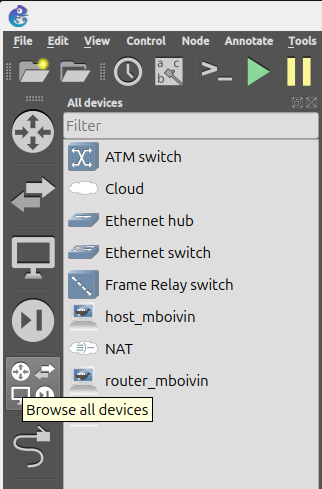 File Edit View Control Node Annotate Tools
a b
c
All devices
Filter
ATM switch
Cloud
Ethernet hub
Ethernet switch
Frame Relay switch
host_mboivin
NAT
router_mboivin
Browse all devices